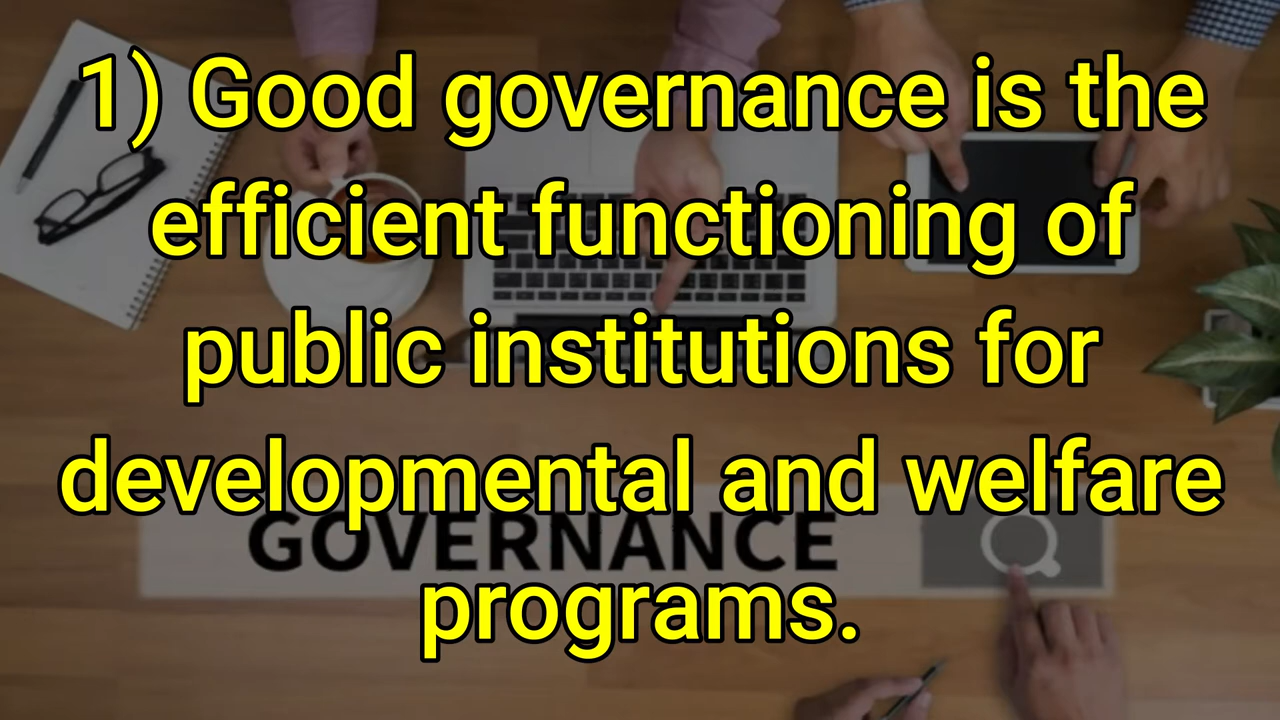 1) Good governance is the
efficient functioning of
public institutions for
developmental and welfare
GOVERNANCE
programs.